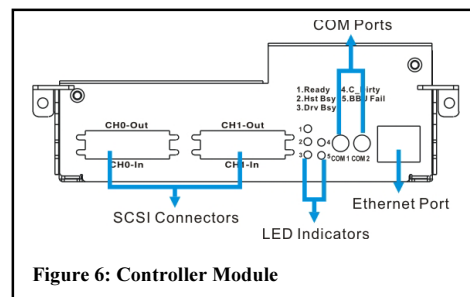 COM Ports
1.Ready 4.C_Dirty
2.Hst Bsy 5.BBU Fail
3.Drv Bsy
CH0-Out
CH1-Out
1
2
4
3
5
COM 1
COM 2
CH0-In
CH1-In
SCSI Connectors
Ethernet Port
LED Indicators
Figure 6: Controller Module